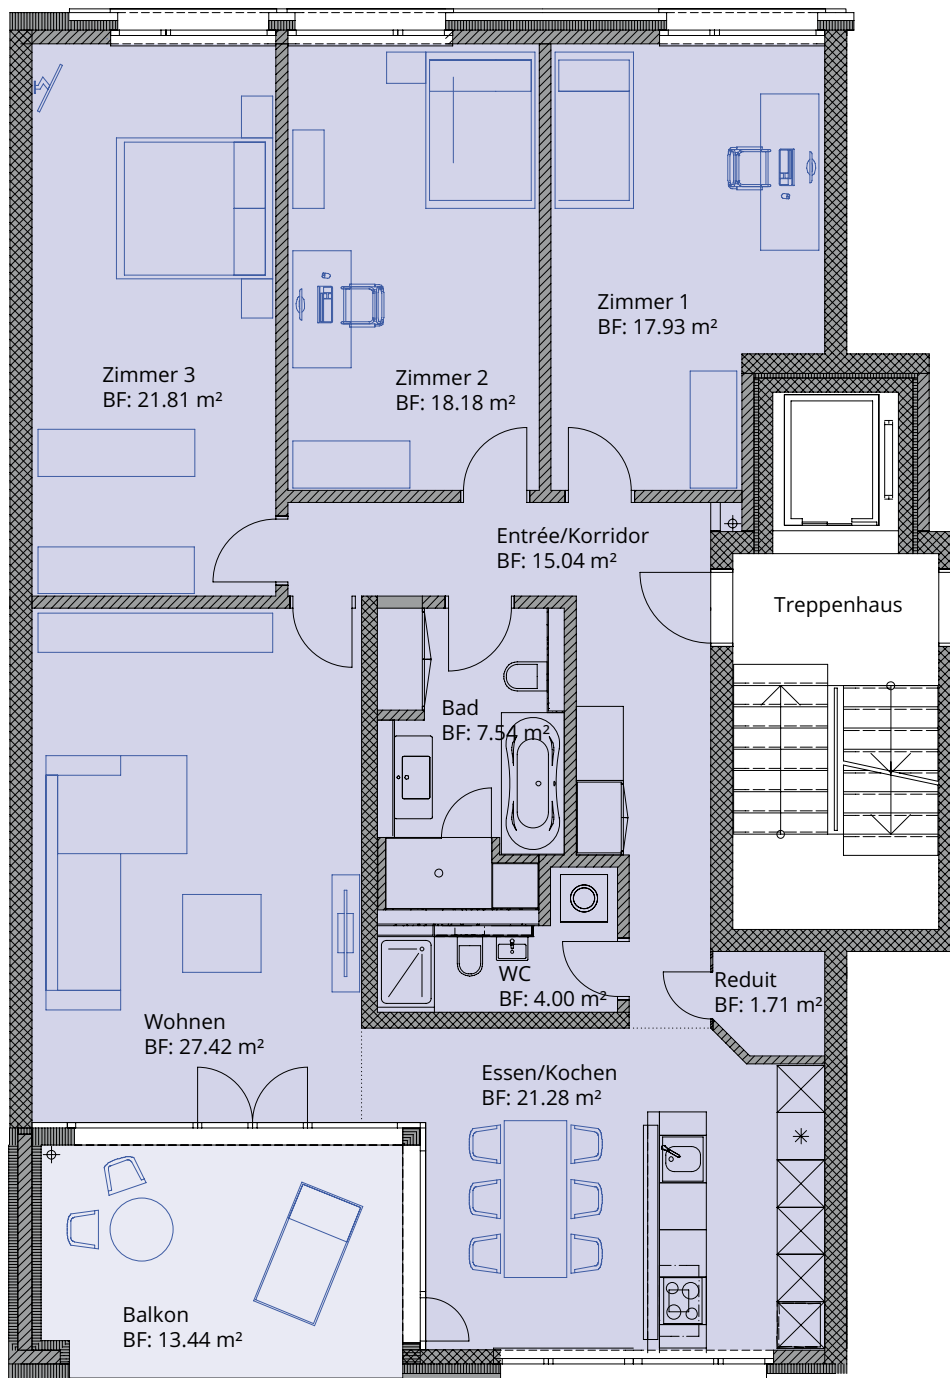 Zimmer 1
BF: 17.93 m²
Zimmer 3
BF: 21.81 m²
Zimmer 2
BF: 18.18 m²
Entrée/Korridor
BF: 15.04 m²
Treppenhaus
Bad
BF: 7.54 m²
WC
BF: 4.00 m²
Reduit
BF: 1.71 m²
Wohnen
BF: 27.42 m²
Essen/Kochen
BF: 21.28 m²
Balkon
BF: 13.44 m²